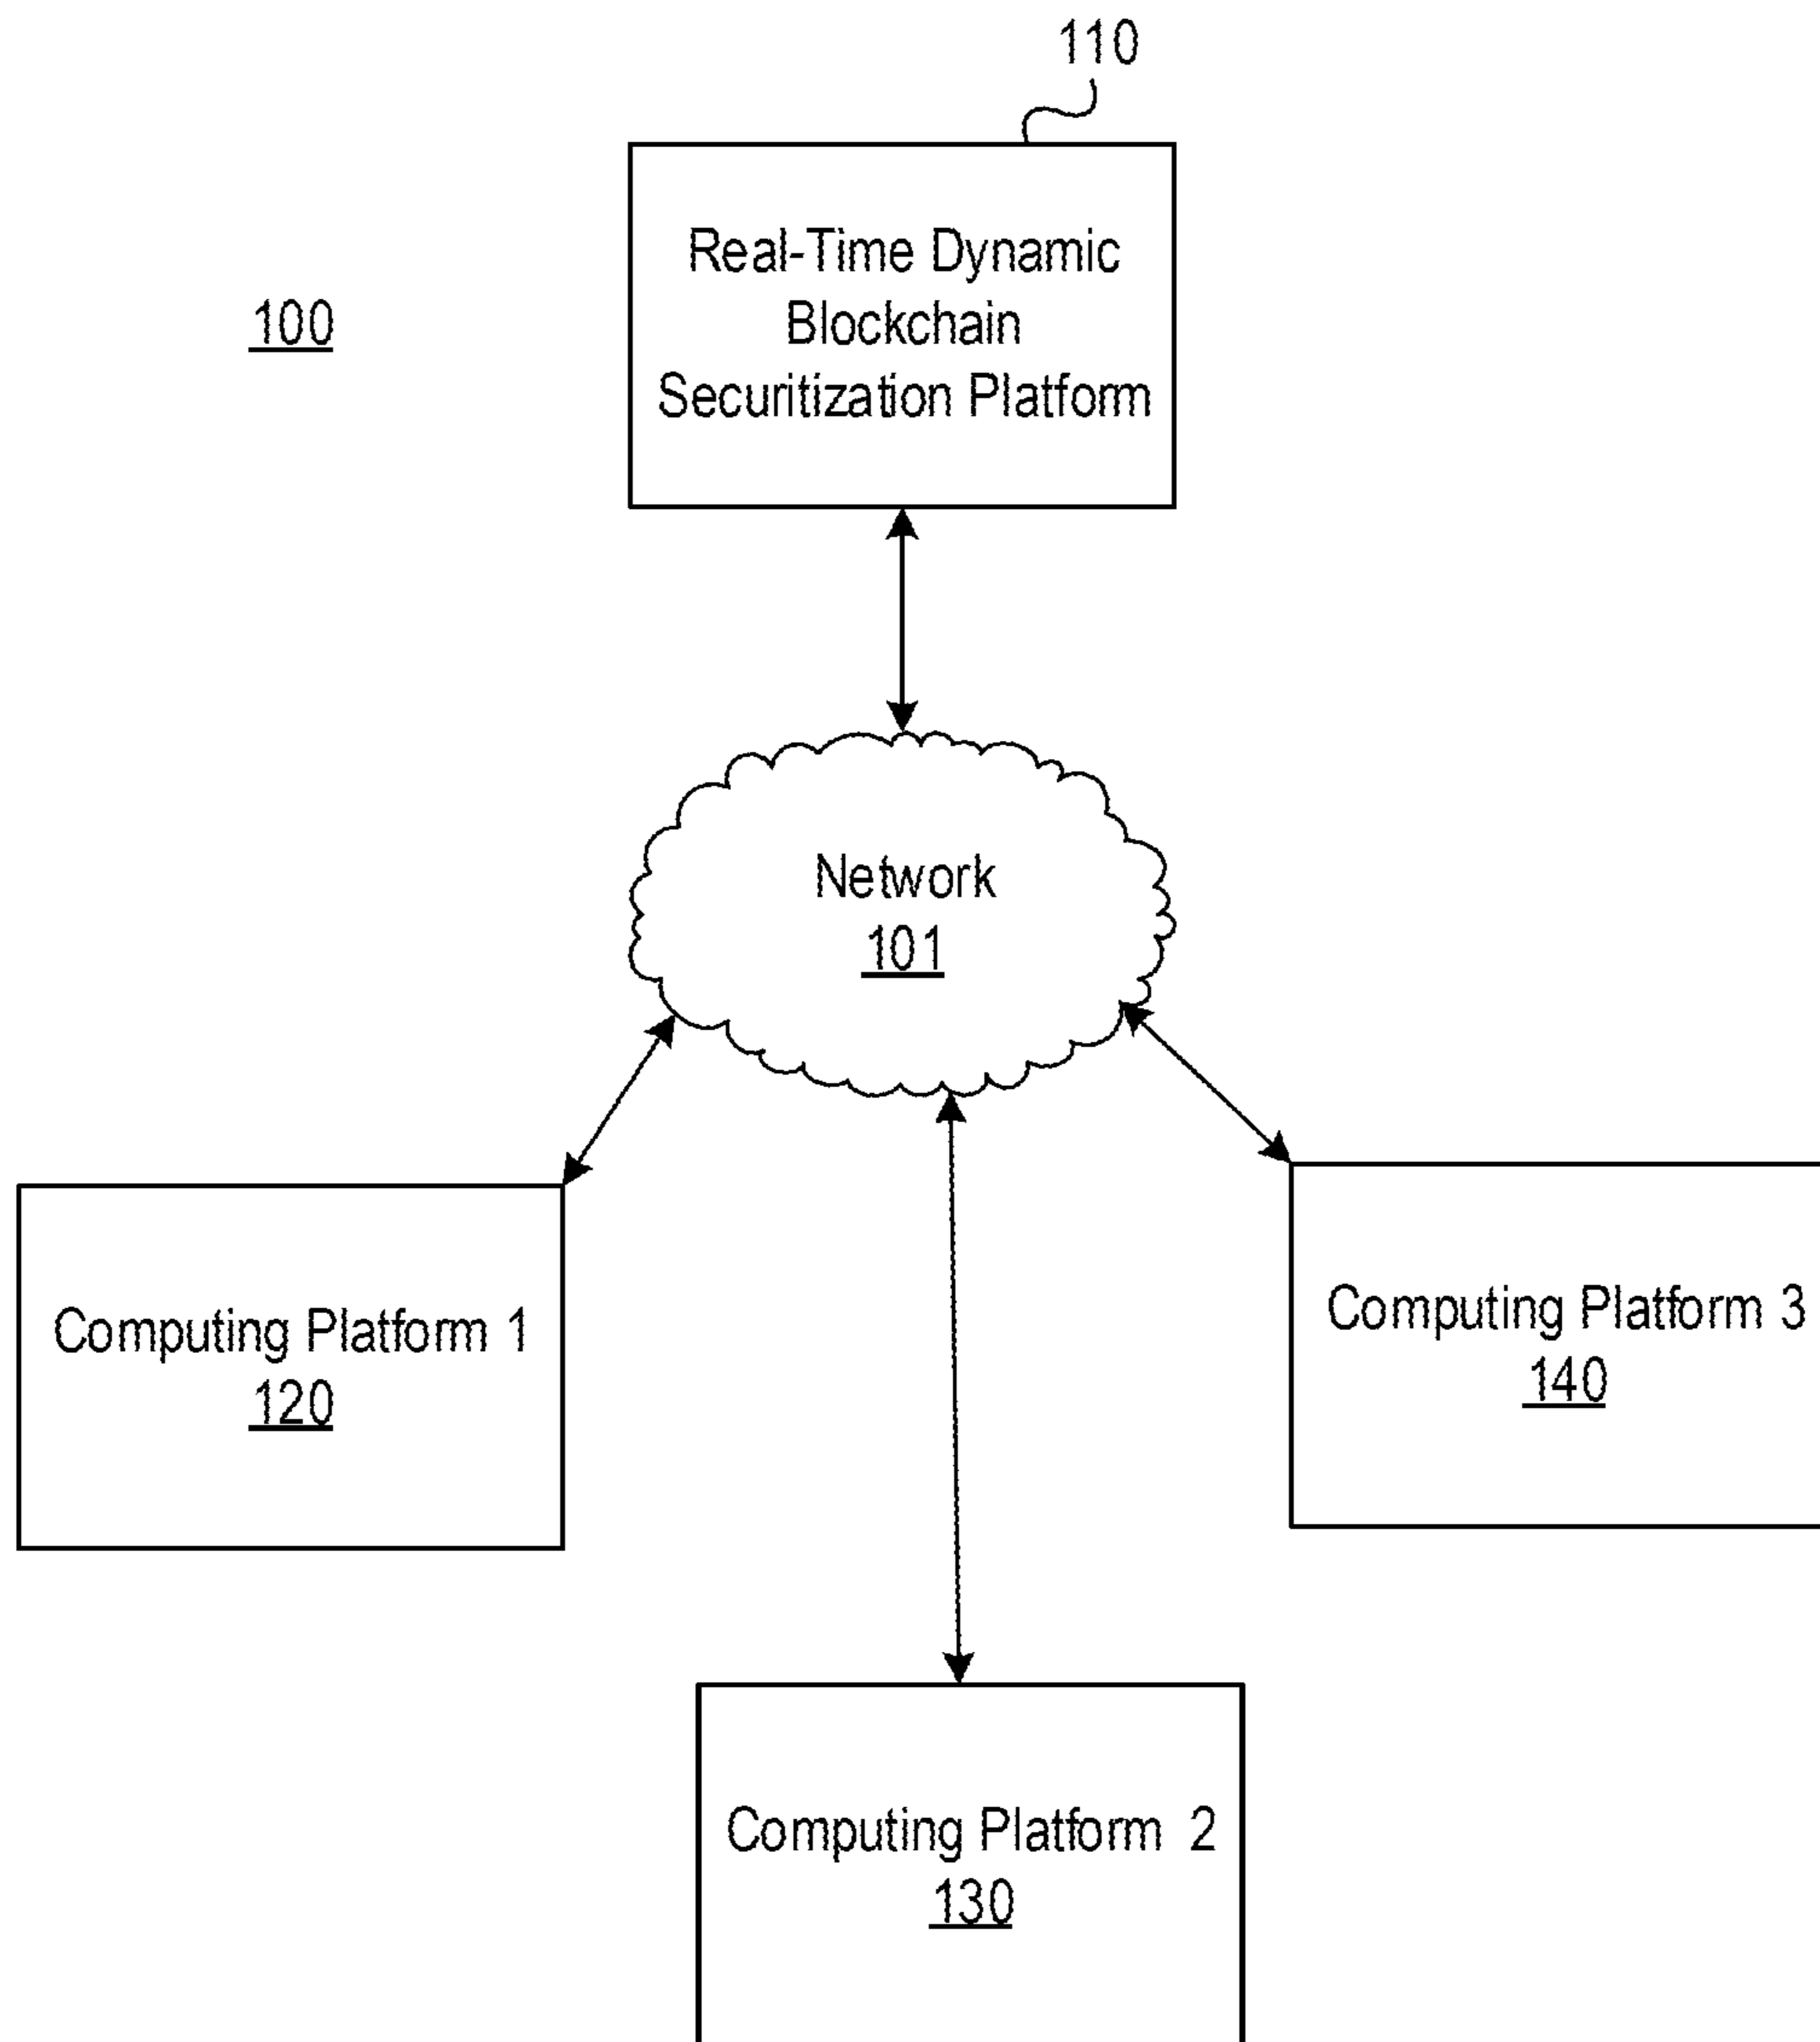 110
100
Real-Time Dynamic
Blockchain
Securitization Platform
Network
101
Computing Platform 1
120
Computing Platform 3
140
Computing Platform 2
130